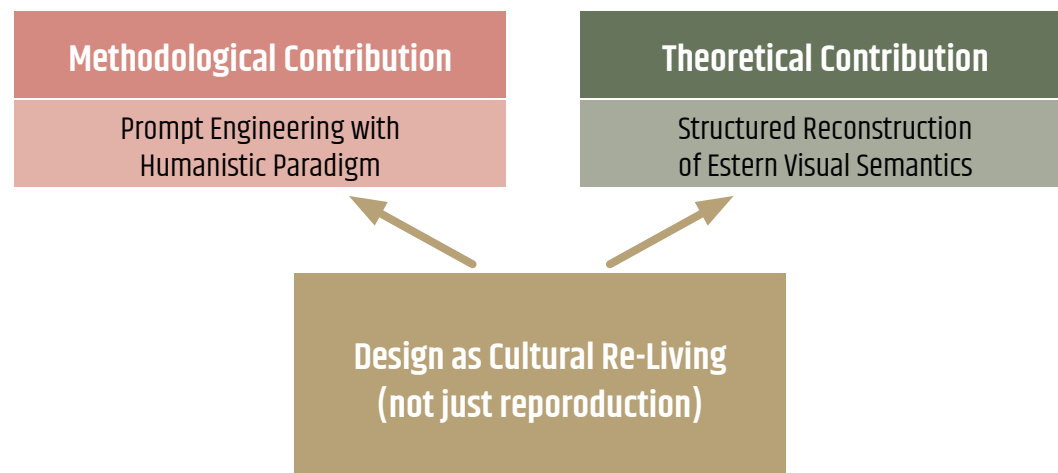 Methodological Contribution
Prompt Engineering with
Humanistic Paradigm
Theoretical Contribution
Structured Reconstruction
of Estern Visual Semantics
Design as Cultural Re-Living
(not just reporoduction)